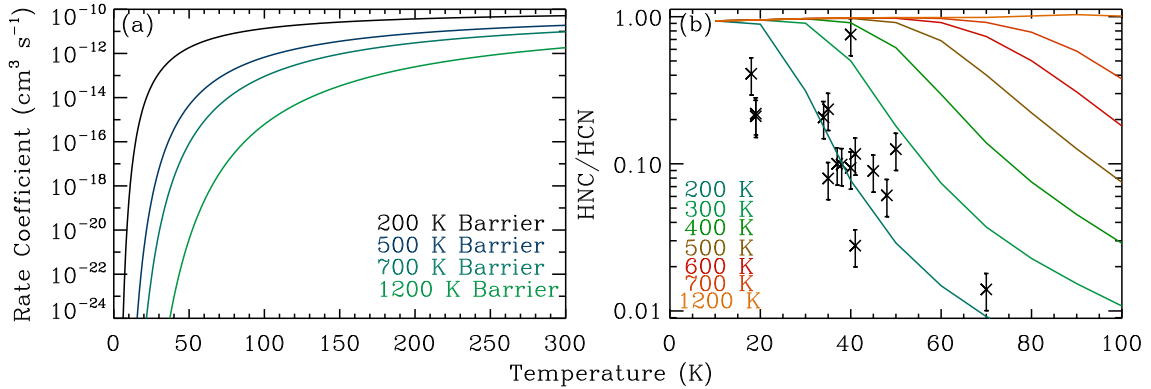 (a)
Rate Coefficient (cm³ s⁻¹)
10⁻¹⁰
10⁻¹²
10⁻¹⁴
10⁻¹⁶
10⁻¹⁸
10⁻²⁰
10⁻²²
10⁻²⁴
200 K Barrier
500 K Barrier
700 K Barrier
1200 K Barrier
0 50 100 150 200 250 300
(b)
HNC/HCN
1.00
0.10
0.01
200 K
300 K
400 K
500 K
600 K
700 K
1200 K
0 20 40 60 80 100
Temperature (K)